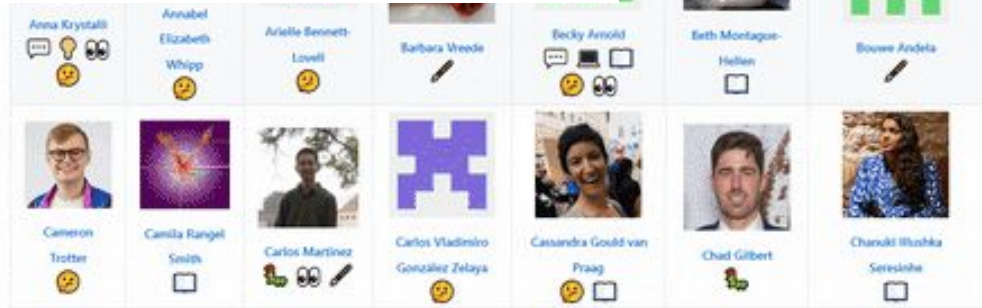 Anna Krystalli
Annabel
Elizabeth
Whipp
Arielle Bennett-
Lovell
Barbara Vreede
Becky Arnold
Beth Montague-
Hellen
Bouwe Andela
Cameron
Trotter
Camila Rangel
Smith
Carlos Martinez
Carlos Vladimiro
González Zelaya
Cassandra Gould van
Praag
Chad Gilbert
Chanuki Illushka
Seresinhe